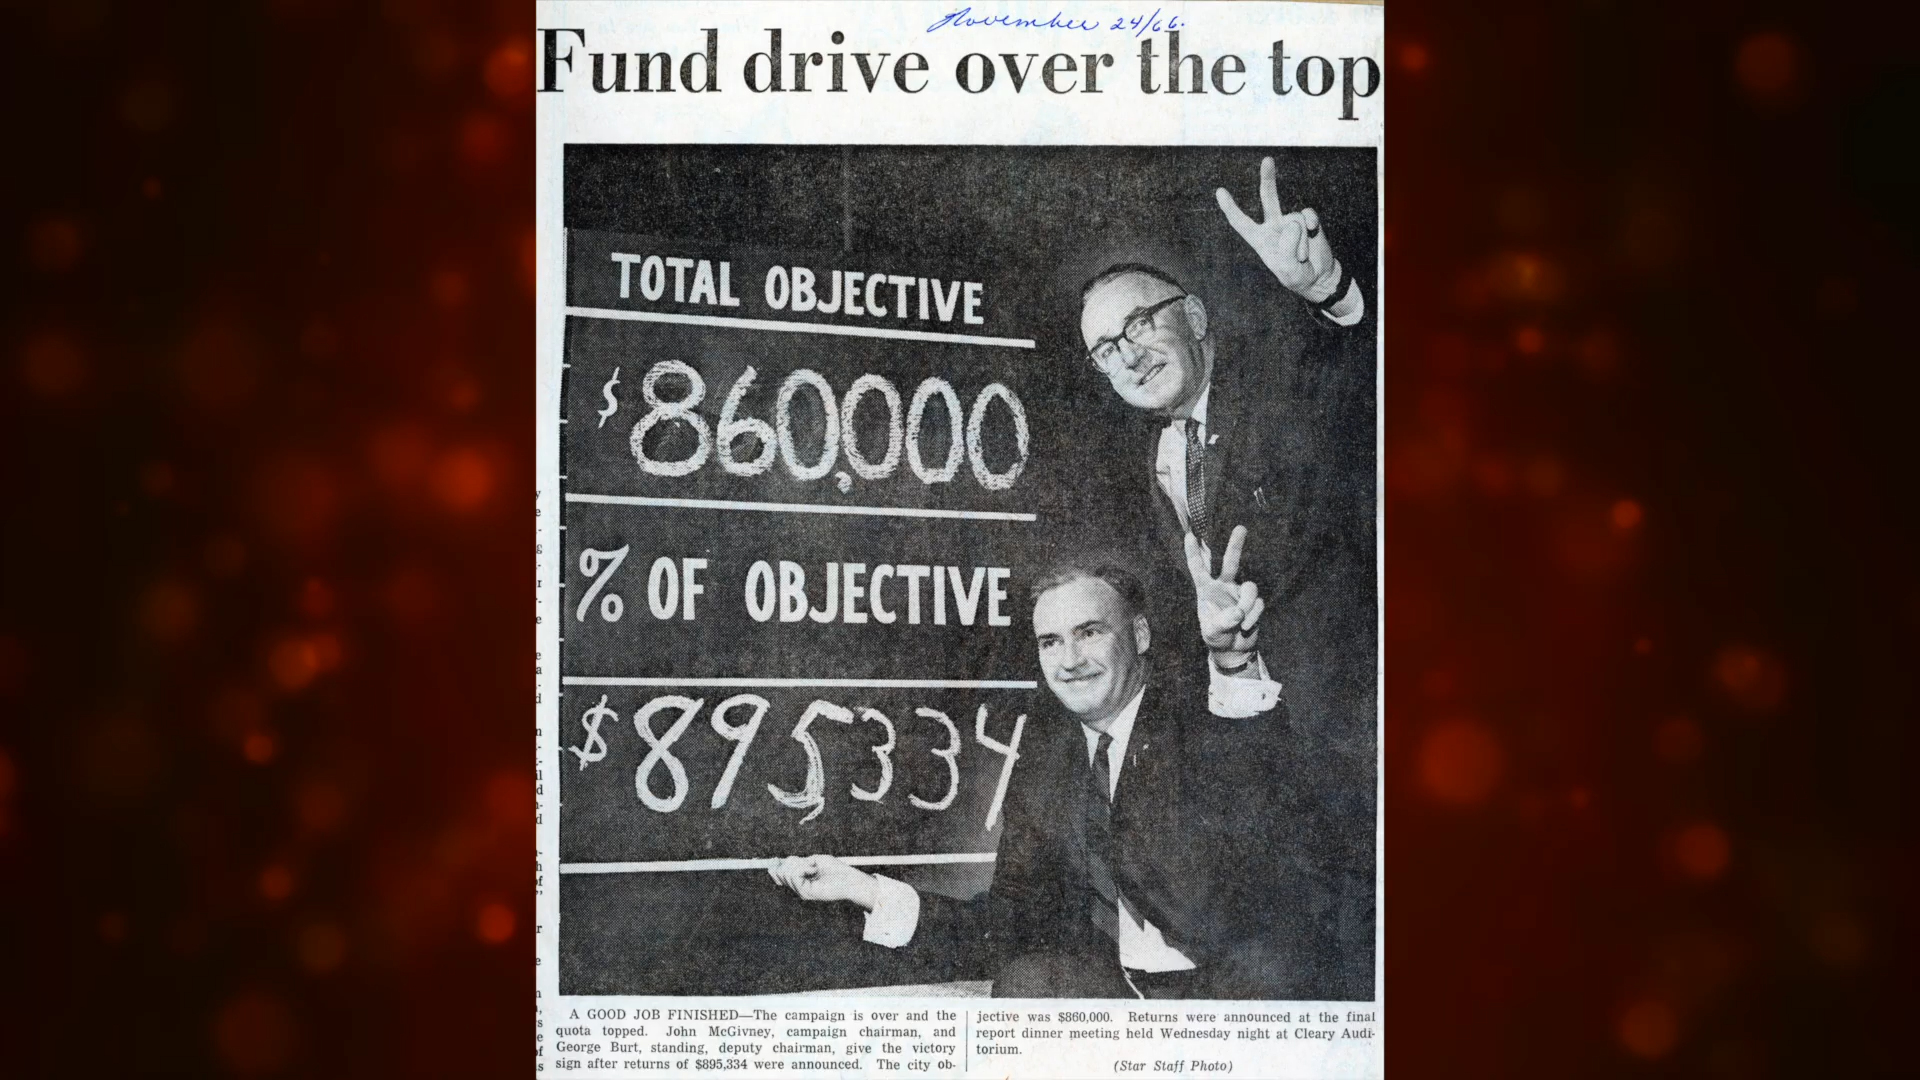 November 24/66.
Fund drive over the top
TOTAL OBJECTIVE
$860,000
% OF OBJECTIVE
$895,334
A GOOD JOB FINISHED—The campaign is over and the
quota topped. John McGivney, campaign chairman, and
George Burt, standing, deputy chairman, give the victory
sign after returns of $895,334 were announced. The city ob-
jective was $860,000. Returns were announced at the final
report dinner meeting held Wednesday night at Cleary Audi-
torium.
(Star Staff Photo)